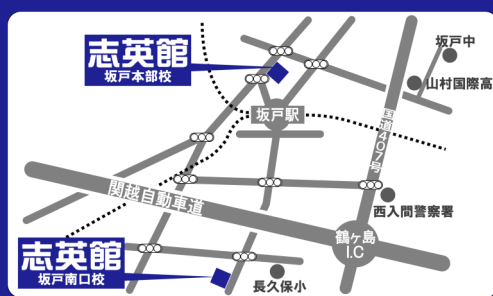 志英館
坂戸本部校
坂戸中
山村国際高
坂戸駅
国道407号
関越自動車道
西入間警察署
鶴ヶ島
I.C
志英館
坂戸南口校
長久保小